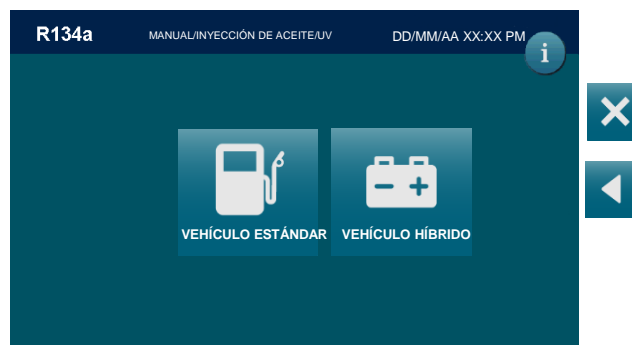 R134a MANUAL/INYECCIÓN DE ACEITE/UV DD/MM/AA XX:XX PM
i
VEHÍCULO ESTÁNDAR VEHÍCULO HÍBRIDO